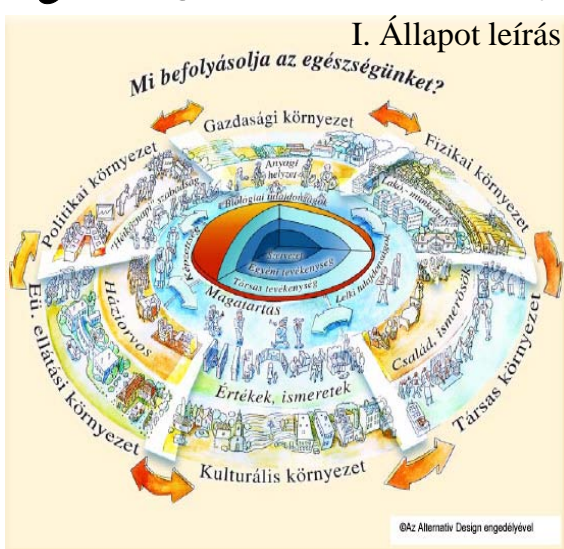 I. Állapot leírás
Mi befolyásolja az egészségünket?
Gazdasági környezet
Fizikai környezet
Politikai környezet
Anyagi
helyzet
Biológiai tulajdonságok
Egyéni tevékenység
Társas tevékenység
Magatartás
Lelki tulajdonságok
Háziorvos
Család, ismerősök
Eü. ellátási környezet
Társas környezet
Értékek, ismeretek
Kulturális környezet
©Az Alternatív Design engedélyével